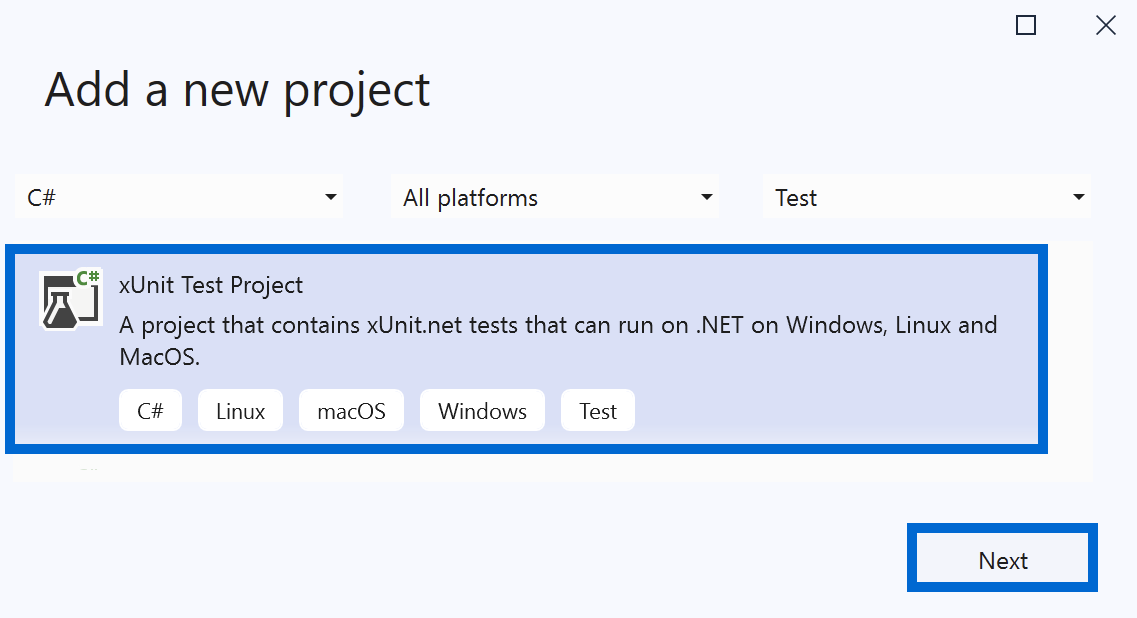 Add a new project
C#
All platforms
Test
C#
xUnit Test Project
A project that contains xUnit.net tests that can run on .NET on Windows, Linux and
MacOS.
C#
Linux
macOS
Windows
Test
Next